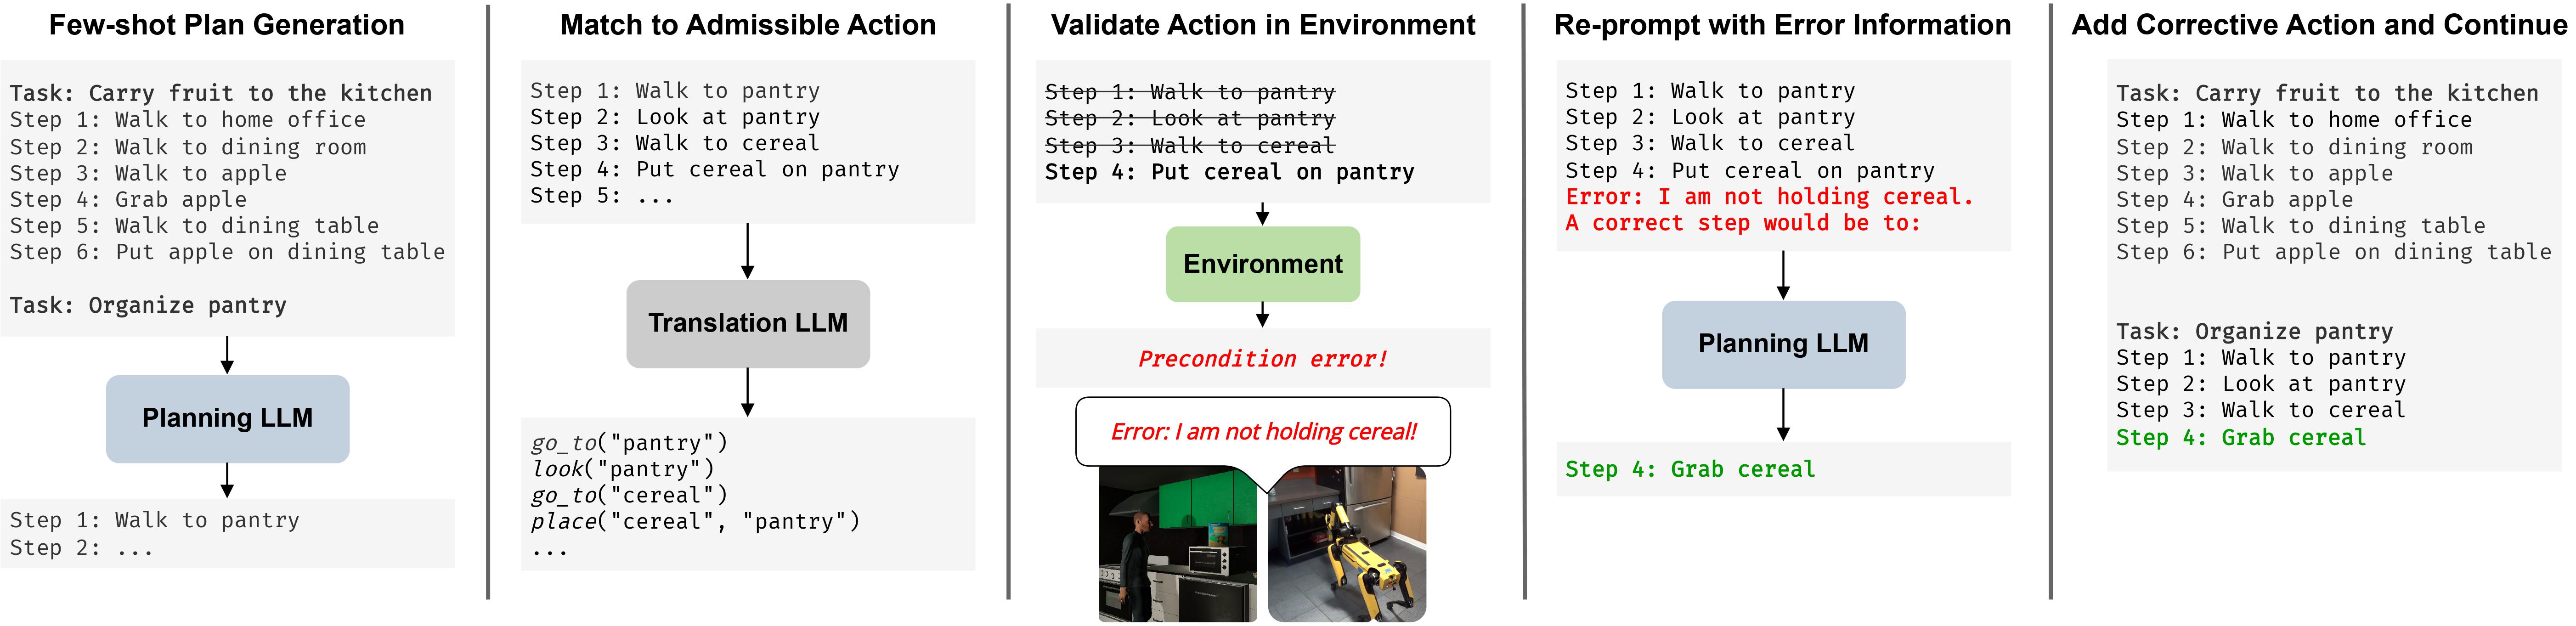 Few-shot Plan Generation
Task: Carry fruit to the kitchen
Step 1: Walk to home office
Step 2: Walk to dining room
Step 3: Walk to apple
Step 4: Grab apple
Step 5: Walk to dining table
Step 6: Put apple on dining table
Task: Organize pantry
Planning LLM
Step 1: Walk to pantry
Step 2: ...
Match to Admissible Action
Step 1: Walk to pantry
Step 2: Look at pantry
Step 3: Walk to cereal
Step 4: Put cereal on pantry
Step 5: ...
Translation LLM
go_to("pantry")
look("pantry")
go_to("cereal")
place("cereal", "pantry")
...
Validate Action in Environment
Step 1: Walk to pantry
Step 2: Look at pantry
Step 3: Walk to cereal
Step 4: Put cereal on pantry
Environment
Precondition error!
Error: I am not holding cereal!
Re-prompt with Error Information
Step 1: Walk to pantry
Step 2: Look at pantry
Step 3: Walk to cereal
Step 4: Put cereal on pantry
Error: I am not holding cereal.
A correct step would be to:
Planning LLM
Step 4: Grab cereal
Add Corrective Action and Continue
Task: Carry fruit to the kitchen
Step 1: Walk to home office
Step 2: Walk to dining room
Step 3: Walk to apple
Step 4: Grab apple
Step 5: Walk to dining table
Step 6: Put apple on dining table
Task: Organize pantry
Step 1: Walk to pantry
Step 2: Look at pantry
Step 3: Walk to cereal
Step 4: Grab cereal